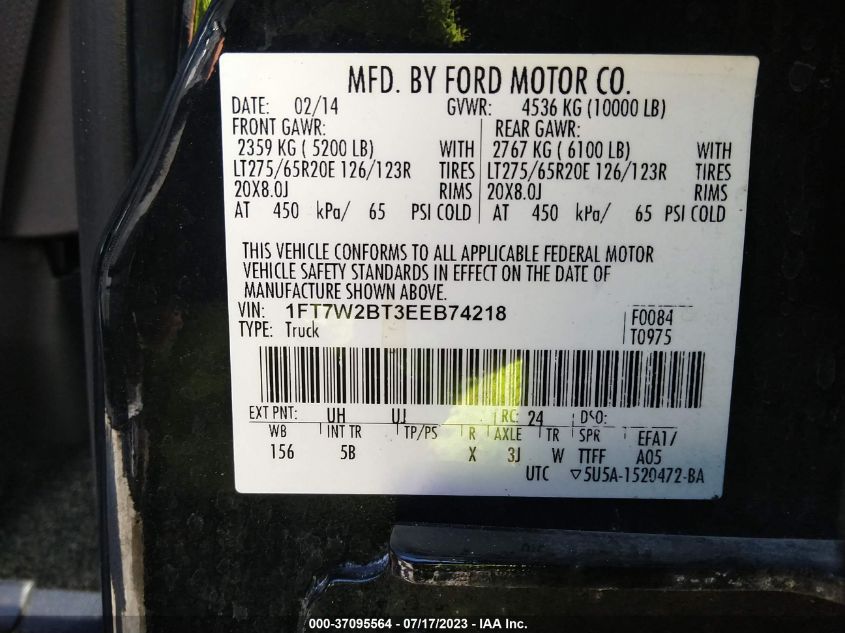 MFD. BY FORD MOTOR CO.
DATE: 02/14 GVWR: 4536 KG (10000 LB)
FRONT GAWR: REAR GAWR:
2359 KG ( 5200 LB) WITH 2767 KG ( 6100 LB) WITH
LT275/65R20E 126/123R TIRES LT275/65R20E 126/123R TIRES
20X8.0J RIMS 20X8.0J RIMS
AT 450 kPa/ 65 PSI COLD AT 450 kPa/ 65 PSI COLD
THIS VEHICLE CONFORMS TO ALL APPLICABLE FEDERAL MOTOR
VEHICLE SAFETY STANDARDS IN EFFECT ON THE DATE OF
MANUFACTURE SHOWN ABOVE.
VIN: 1FT7W2BT3EEB74218 F0084
TYPE: Truck T0975
EXT PNT: UH UJ RC: 24 DSO:
WB INT TR TP/PS R AXLE TR SPR EFA17
156 5B X 3J W TTFF A05
UTC ▽5U5A-1520472-BA
000-37095564 - 07/17/2023 - IAA Inc.